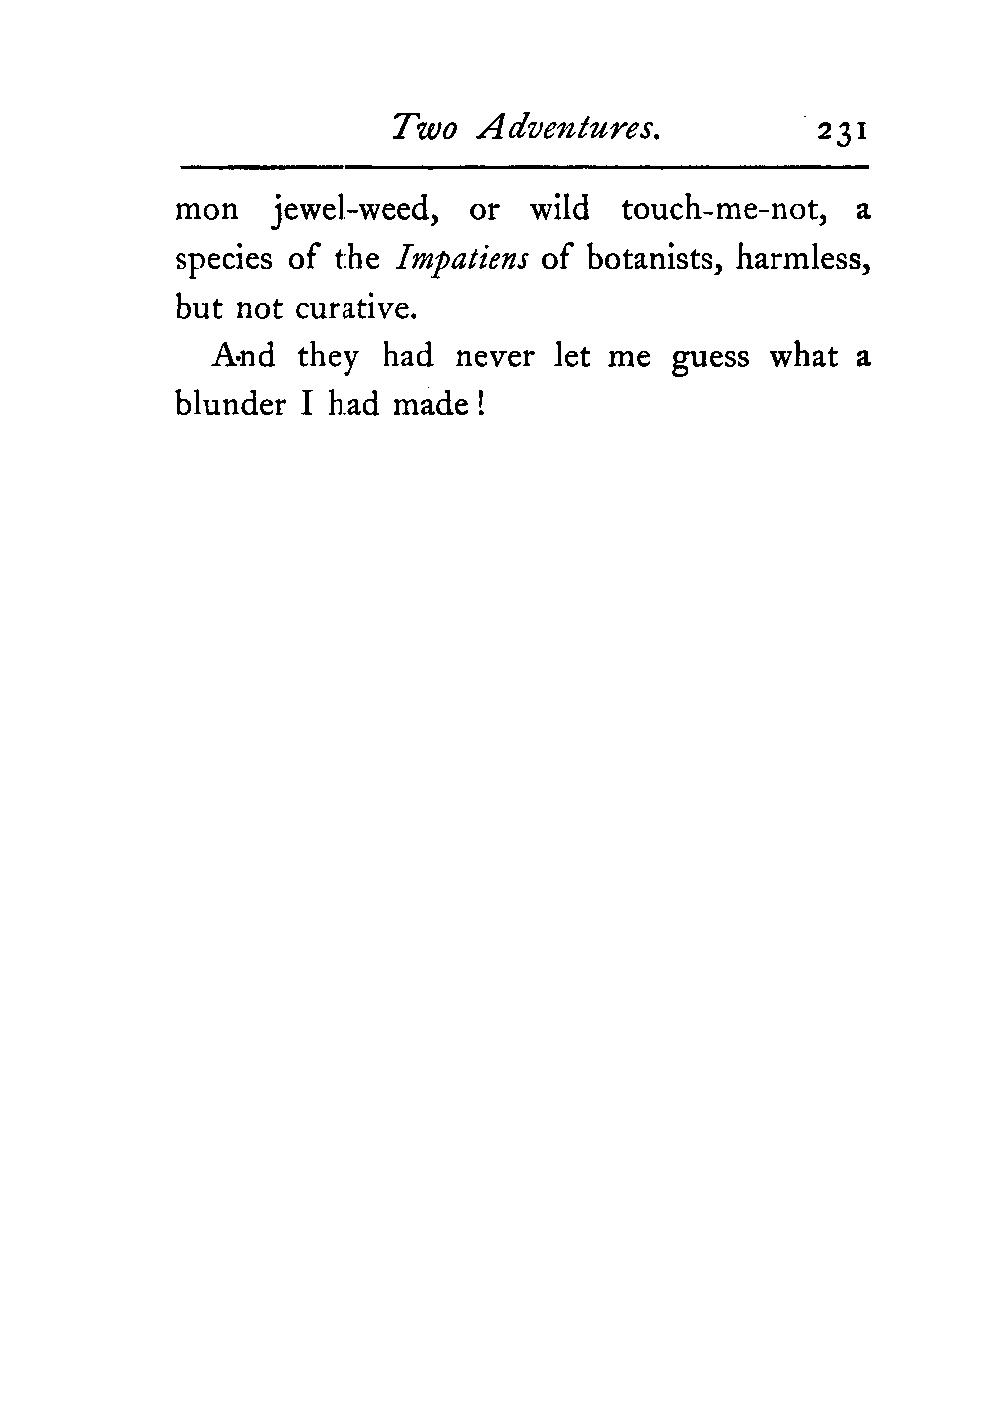 Two Adventures. 231
mon jewel-weed, or wild touch-me-not, a
species of the Impatiens of botanists, harmless,
but not curative.
And they had never let me guess what a
blunder I had made!